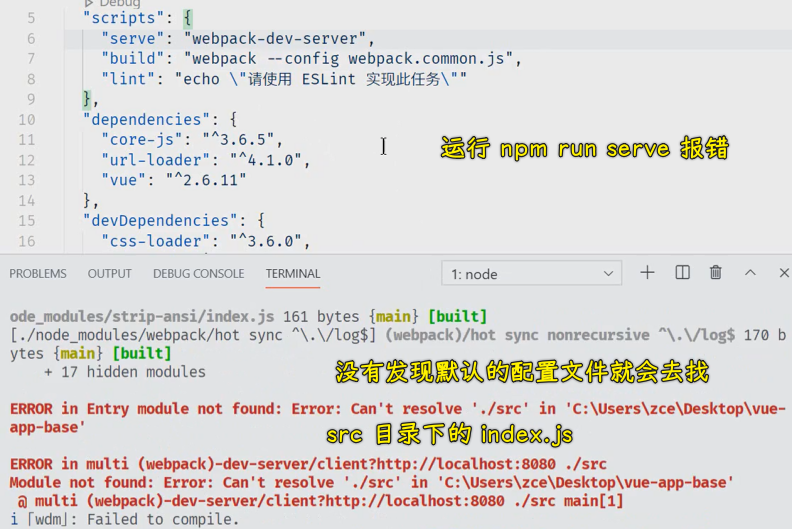 Debug
5 "scripts": {
6 "serve": "webpack-dev-server",
7 "build": "webpack --config webpack.common.js",
8 "lint": "echo \"请使用 ESLint 实现此任务\""
9 },
10 "dependencies": {
11 "core-js": "^3.6.5",
12 "url-loader": "^4.1.0",
13 "vue": "^2.6.11"
14 },
15 "devDependencies": {
16 "css-loader": "^3.6.0",
运行 npm run serve 报错
PROBLEMS OUTPUT DEBUG CONSOLE TERMINAL 1: node
ode_modules/strip-ansi/index.js 161 bytes {main} [built]
[./node_modules/webpack/hot sync ^\.\/log$] (webpack)/hot sync nonrecursive ^\.\/log$ 170 b
ytes {main} [built]
+ 17 hidden modules
没有发现默认的配置文件就会去找
ERROR in Entry module not found: Error: Can't resolve './src' in 'C:\Users\zce\Desktop\vue-
app-base'
src 目录下的 index.js
ERROR in multi (webpack)-dev-server/client?http://localhost:8080 ./src
Module not found: Error: Can't resolve './src' in 'C:\Users\zce\Desktop\vue-app-base'
@ multi (webpack)-dev-server/client?http://localhost:8080 ./src main[1]
i ｢wdm｣: Failed to compile.